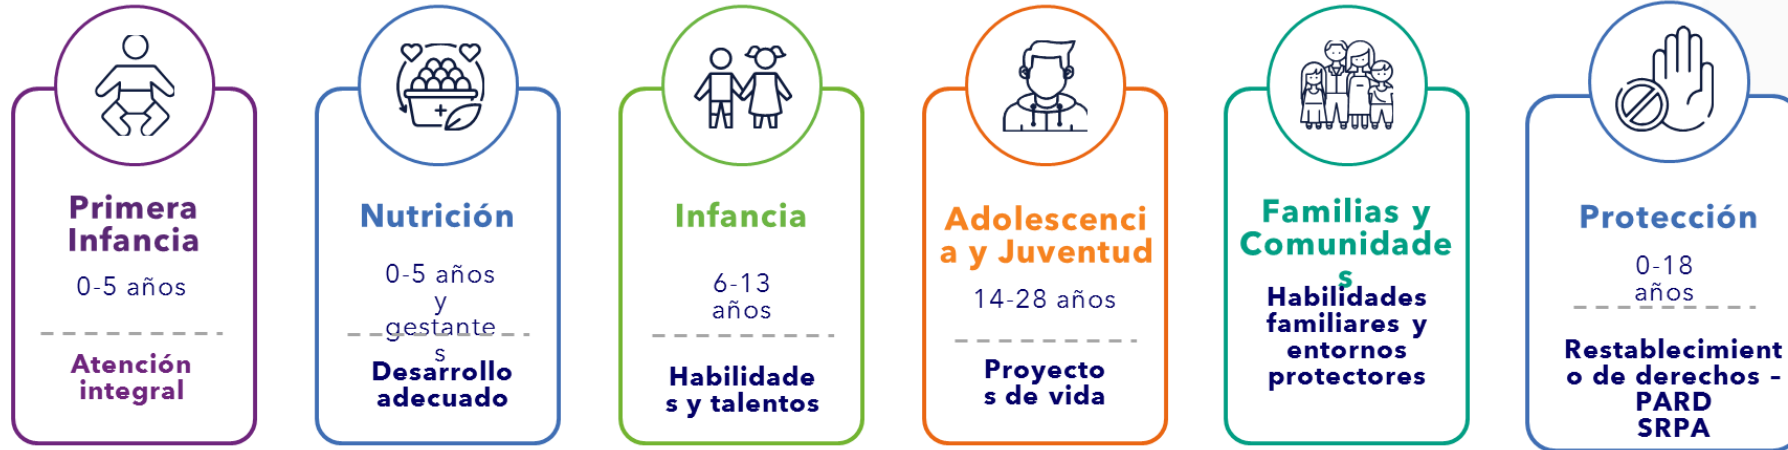 Primera
Infancia
0-5 años
Atención
integral
Nutrición
0-5 años
y
gestante
s
Desarrollo
adecuado
Infancia
6-13
años
Habilidade
s y talentos
Adolescenci
a y Juventud
14-28 años
Proyecto
s de vida
Familias y
Comunidade
s
Habilidades
familiares y
entornos
protectores
Protección
0-18
años
Restablecimient
o de derechos –
PARD
SRPA